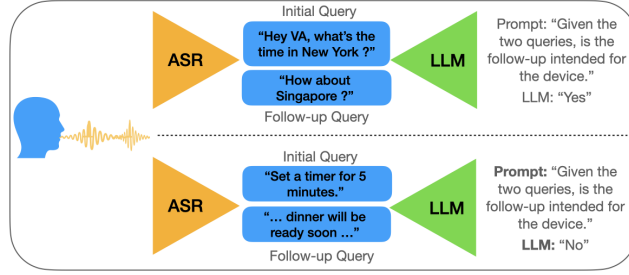 Initial Query
“Hey VA, what’s the
time in New York ?”
ASR
LLM
“How about
Singapore ?”
Follow-up Query
Prompt: “Given the
two queries, is the
follow-up intended for
the device.”
LLM: “Yes”
Initial Query
“Set a timer for 5
minutes.”
ASR
LLM
“... dinner will be
ready soon ...”
Follow-up Query
Prompt: “Given the
two queries, is the
follow-up intended for
the device.”
LLM: “No”